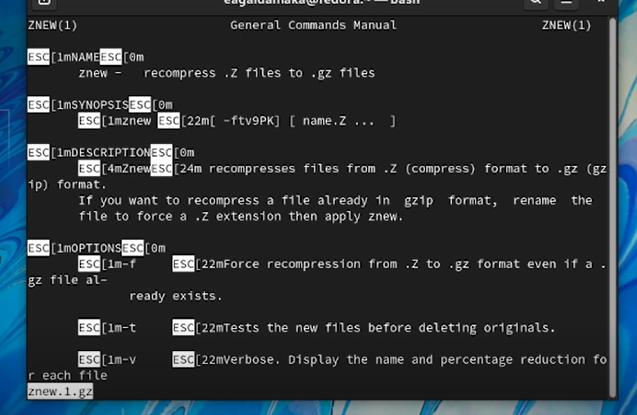 ZNEW(1) General Commands Manual ZNEW(1)
ESC[1mNAMEESC[0m
znew - recompress .Z files to .gz files
ESC[1mSYNOPSISESC[0m
ESC[1mznew ESC[22m[ -ftv9PK] [ name.Z ... ]
ESC[1mDESCRIPTIONESC[0m
ESC[4mZnewESC[24m recompresses files from .Z (compress) format to .gz (gz
ip) format.
If you want to recompress a file already in gzip format, rename the
file to force a .Z extension then apply znew.
ESC[1mOPTIONSESC[0m
ESC[1m-f ESC[22mForce recompression from .Z to .gz format even if a .
gz file al-
ready exists.
ESC[1m-t ESC[22mTests the new files before deleting originals.
ESC[1m-v ESC[22mVerbose. Display the name and percentage reduction fo
r each file
znew.1.gz